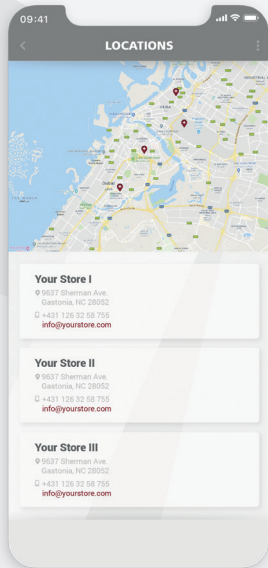 09:41
LOCATIONS
DEIRA
Dubai
Your Store I
9637 Sherman Ave.
Gastonia, NC 28052
+431 126 32 58 755
info@yourstore.com
Your Store II
9637 Sherman Ave.
Gastonia, NC 28052
+431 126 32 58 755
info@yourstore.com
Your Store III
9637 Sherman Ave.
Gastonia, NC 28052
+431 126 32 58 755
info@yourstore.com